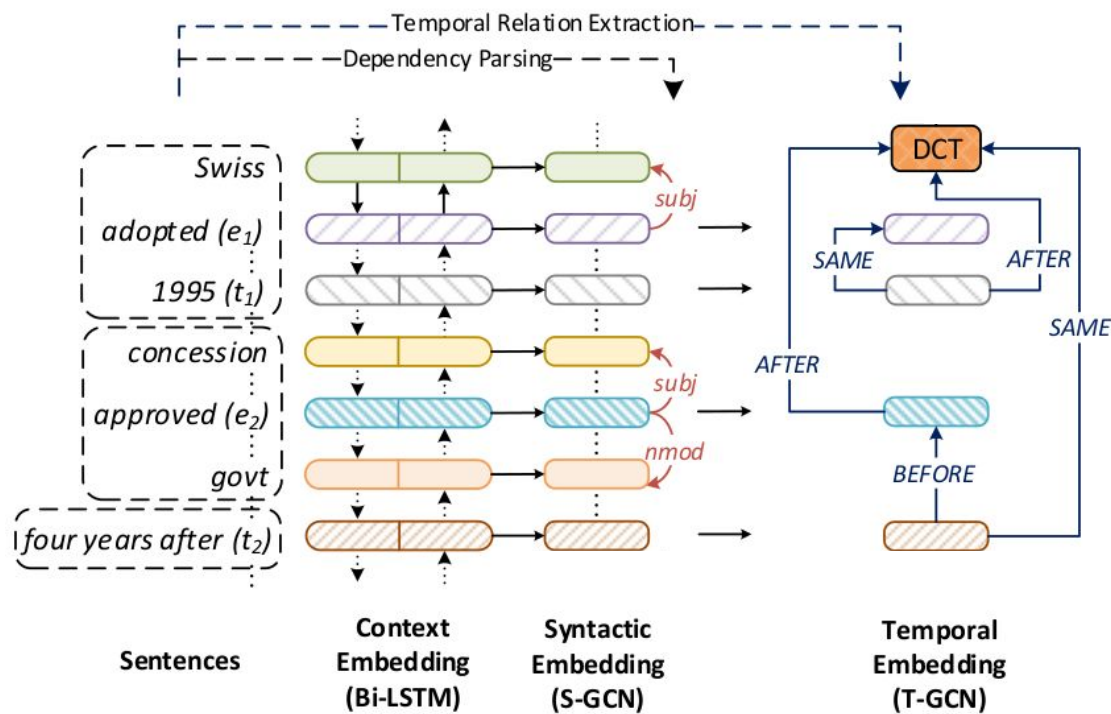 Temporal Relation Extraction
Dependency Parsing
Swiss
adopted (e₁)
1995 (t₁)
concession
approved (e₂)
govt
four years after (t₂)
subj
subj
nmod
DCT
SAME
AFTER
AFTER
SAME
BEFORE
Sentences
Context
Embedding
(Bi-LSTM)
Syntactic
Embedding
(S-GCN)
Temporal
Embedding
(T-GCN)